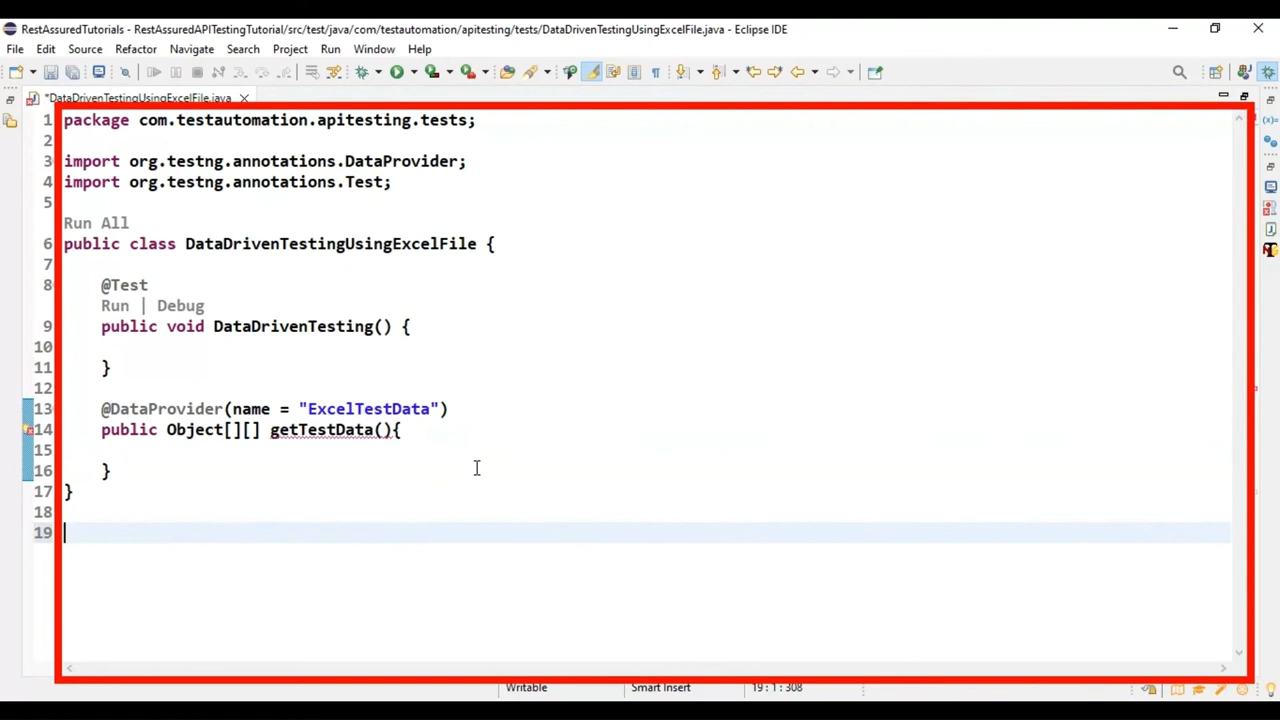 RestAssuredTutorials - RestAssuredAPITestingTutorial/src/test/java/com/testautomation/apitesting/tests/DataDrivenTestingUsingExcelFile.java - Eclipse IDE
File Edit Source Refactor Navigate Search Project Run Window Help
*DataDrivenTestingUsingExcelFile.java
1 package com.testautomation.apitesting.tests;
2
3 import org.testng.annotations.DataProvider;
4 import org.testng.annotations.Test;
5
Run All
6 public class DataDrivenTestingUsingExcelFile {
7
8 @Test
Run | Debug
9 public void DataDrivenTesting() {
10
11 }
12
13 @DataProvider(name = "ExcelTestData")
14 public Object[][] getTestData(){
15
16 }
17 }
18
19
Writable Smart Insert 19 : 1 : 308